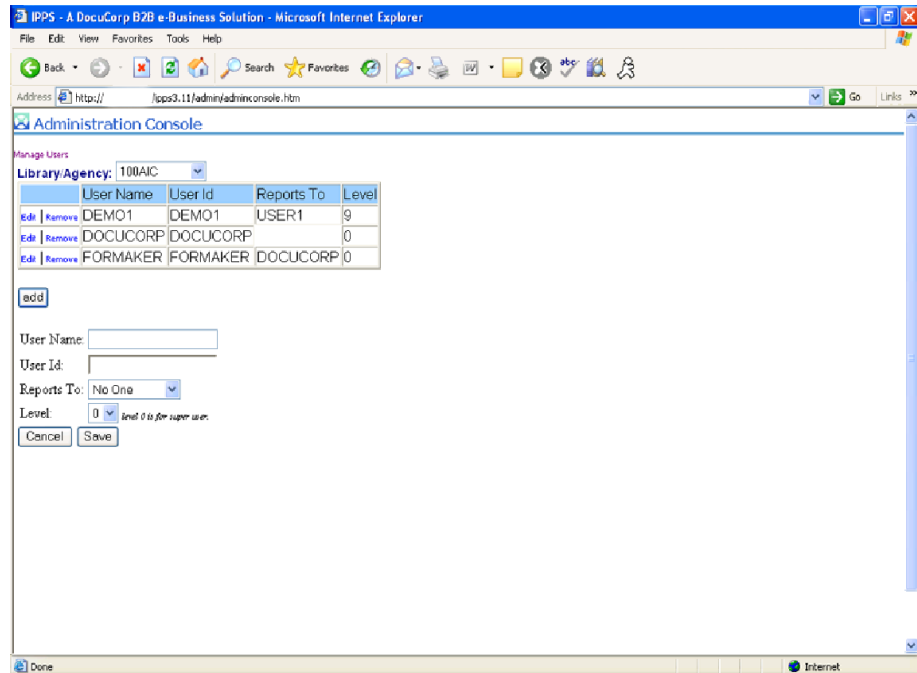 IPPS - A DocuCorp B2B e-Business Solution - Microsoft Internet Explorer
File Edit View Favorites Tools Help
Back Search Favorites
Address http:// /ipps3.11/admin/adminconsole.htm Go Links »
Administration Console
Manage Users
Library/Agency: 100AIC
User Name User Id Reports To Level
Edit | Remove DEMO1 DEMO1 USER1 9
Edit | Remove DOCUCORP DOCUCORP 0
Edit | Remove FORMAKER FORMAKER DOCUCORP 0
add
User Name:
User Id:
Reports To: No One
Level: 0 level 0 is for super user.
Cancel Save
Done Internet